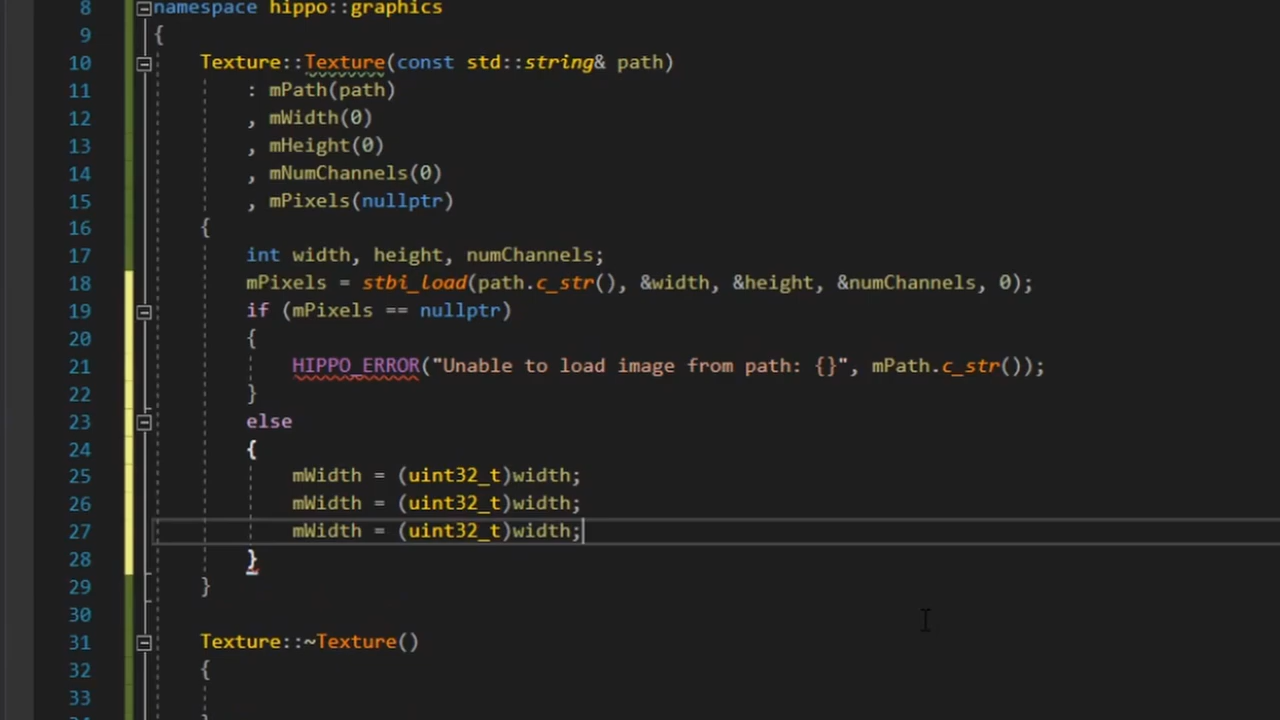 8 namespace hippo::graphics
9 {
10 Texture::Texture(const std::string& path)
11 : mPath(path)
12 , mWidth(0)
13 , mHeight(0)
14 , mNumChannels(0)
15 , mPixels(nullptr)
16 {
17 int width, height, numChannels;
18 mPixels = stbi_load(path.c_str(), &width, &height, &numChannels, 0);
19 if (mPixels == nullptr)
20 {
21 HIPPO_ERROR("Unable to load image from path: {}", mPath.c_str());
22 }
23 else
24 {
25 mWidth = (uint32_t)width;
26 mWidth = (uint32_t)width;
27 mWidth = (uint32_t)width;
28 }
29 }
30
31 Texture::~Texture()
32 {
33